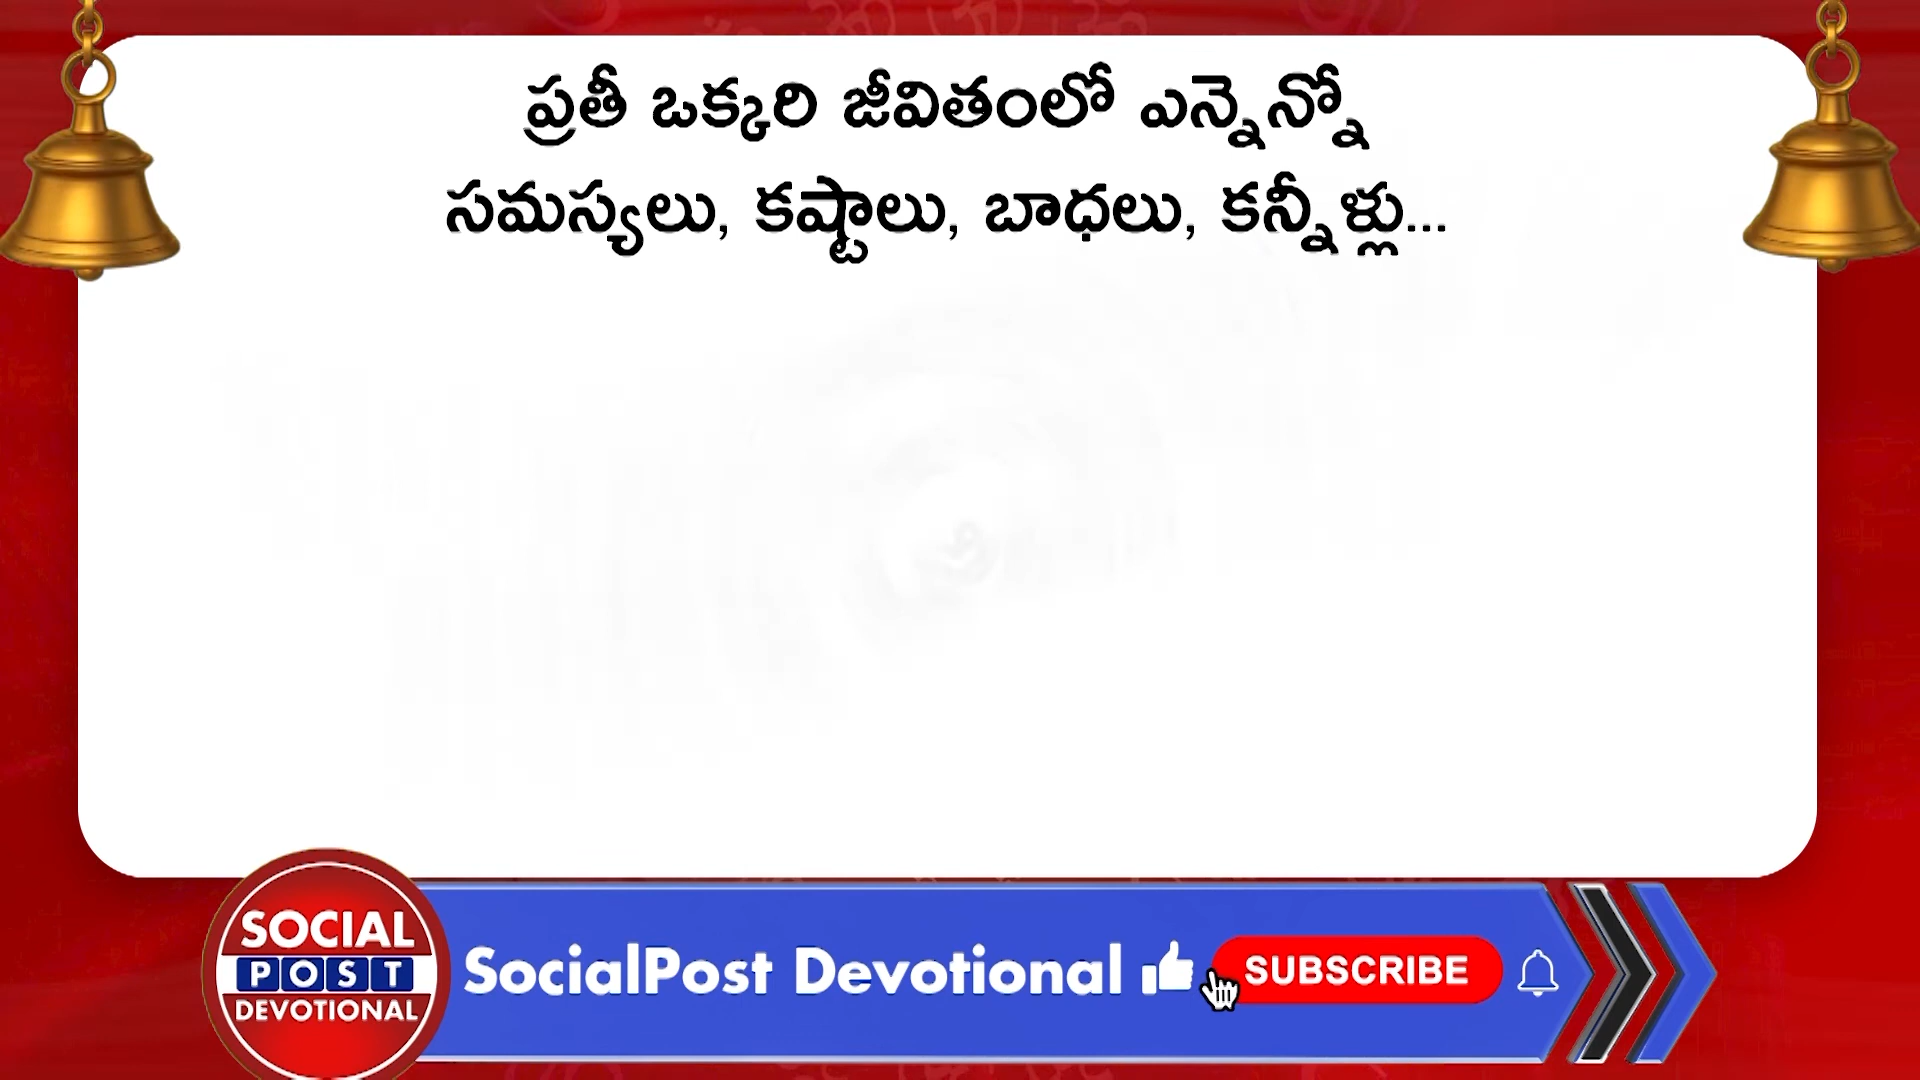 ప్రతీ ఒక్కరి జీవితంలో ఎన్నెన్నో
సమస్యలు, కష్టాలు, బాధలు, కన్నీళ్లు...
SOCIAL
POST
DEVOTIONAL
SocialPost Devotional
SUBSCRIBE